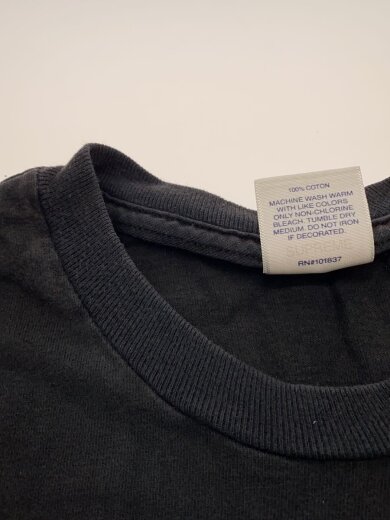 100% COTON
MACHINE WASH WARM
WITH LIKE COLORS
ONLY NON-CHLORINE
BLEACH. TUMBLE DRY
MEDIUM. DO NOT IRON
IF DECORATED.
RN#101837